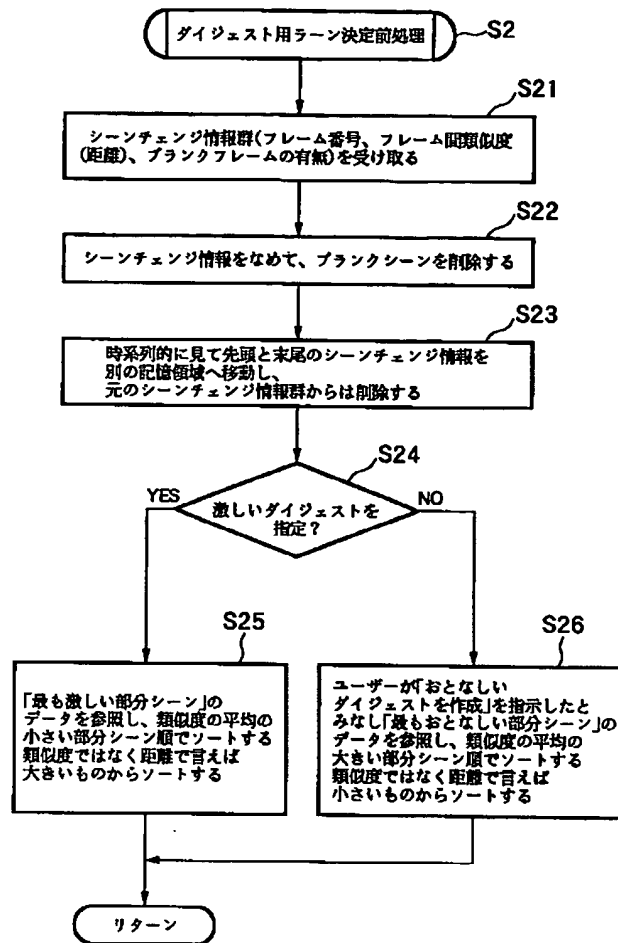 ダイジェスト用ラーン決定前処理
S2
S21
シーンチェンジ情報群(フレーム番号、フレーム間類似度
(距離)、ブランクフレームの有無)を受け取る
S22
シーンチェンジ情報をなめて、ブランクシーンを削除する
S23
時系列的に見て先頭と末尾のシーンチェンジ情報を
別の記憶領域へ移動し、
元のシーンチェンジ情報群からは削除する
S24
YES
NO
激しいダイジェストを
指定?
S25
「最も激しい部分シーン」の
データを参照し、類似度の平均の
小さい部分シーン順でソートする
類似度ではなく距離で言えば
大きいものからソートする
S26
ユーザーが「おとなしい
ダイジェストを作成」を指示したと
みなし「最もおとなしい部分シーン」の
データを参照し、類似度の平均の
大きい部分シーン順でソートする
類似度ではなく距離で言えば
小さいものからソートする
リターン